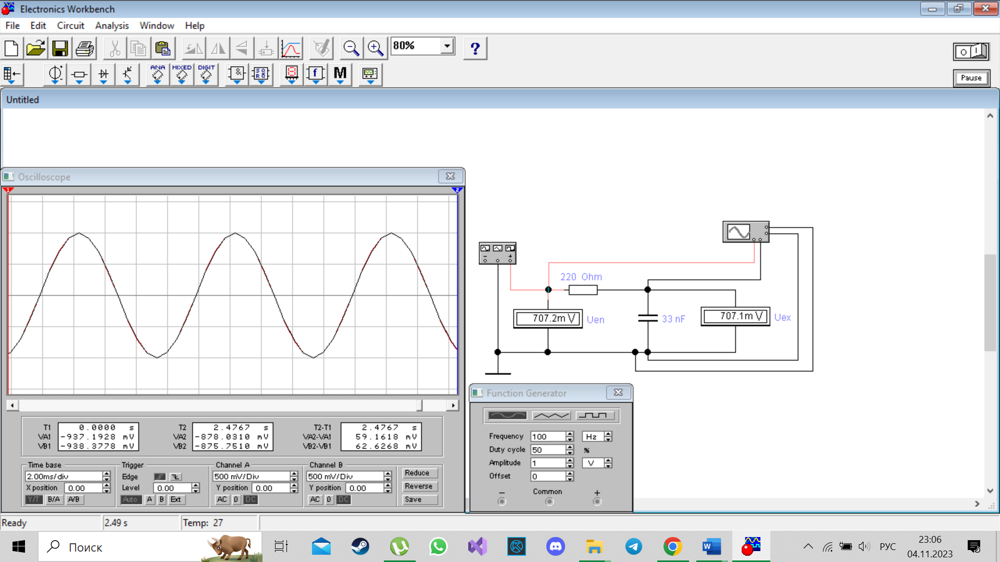 Electronics Workbench
File Edit Circuit Analysis Window Help
80%
?
ANA MIXED DIGIT
M
Pause
Untitled
Oscilloscope
1 2
220 Ohm
707.2m V Uen
33 nF
707.1m V Uex
T1 0.0000 s T2 2.4767 s T2-T1 2.4767 s
VA1 -937.1928 mV VA2 -878.0310 mV VA2-VA1 59.1618 mV
VB1 -938.3778 mV VB2 -875.7510 mV VB2-VB1 62.6268 mV
Time base Trigger Channel A Channel B
2.00ms/div Edge 500 mV/Div 500 mV/Div Reduce
X position 0.00 Level 0.00 Y position 0.00 Y position 0.00 Reverse
Y/T B/A A/B Auto A B Ext AC 0 DC AC 0 DC Save
Function Generator
Frequency 100 Hz
Duty cycle 50 %
Amplitude 1 V
Offset 0
− Common +
Ready 2.49 s Temp: 27
Поиск
РУС
23:06
04.11.2023